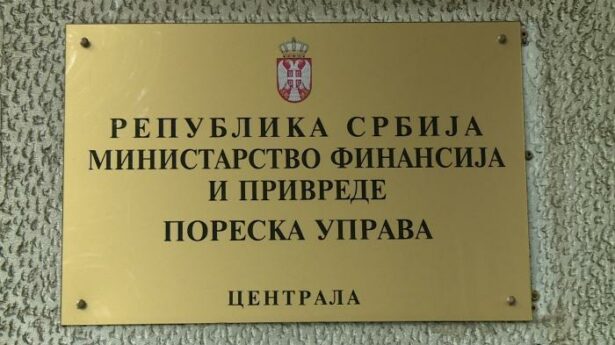 РЕПУБЛИКА СРБИЈА
МИНИСТАРСТВО ФИНАНСИЈА
И ПРИВРЕДЕ
ПОРЕСКА УПРАВА
ЦЕНТРАЛА